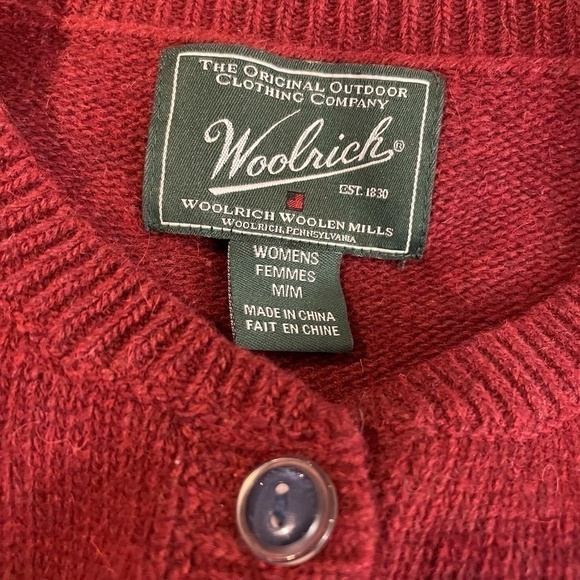 THE ORIGINAL OUTDOOR
CLOTHING COMPANY
Woolrich®
EST. 1830
WOOLRICH WOOLEN MILLS
WOOLRICH, PENNSYLVANIA
WOMENS
FEMMES
M/M
MADE IN CHINA
FAIT EN CHINE